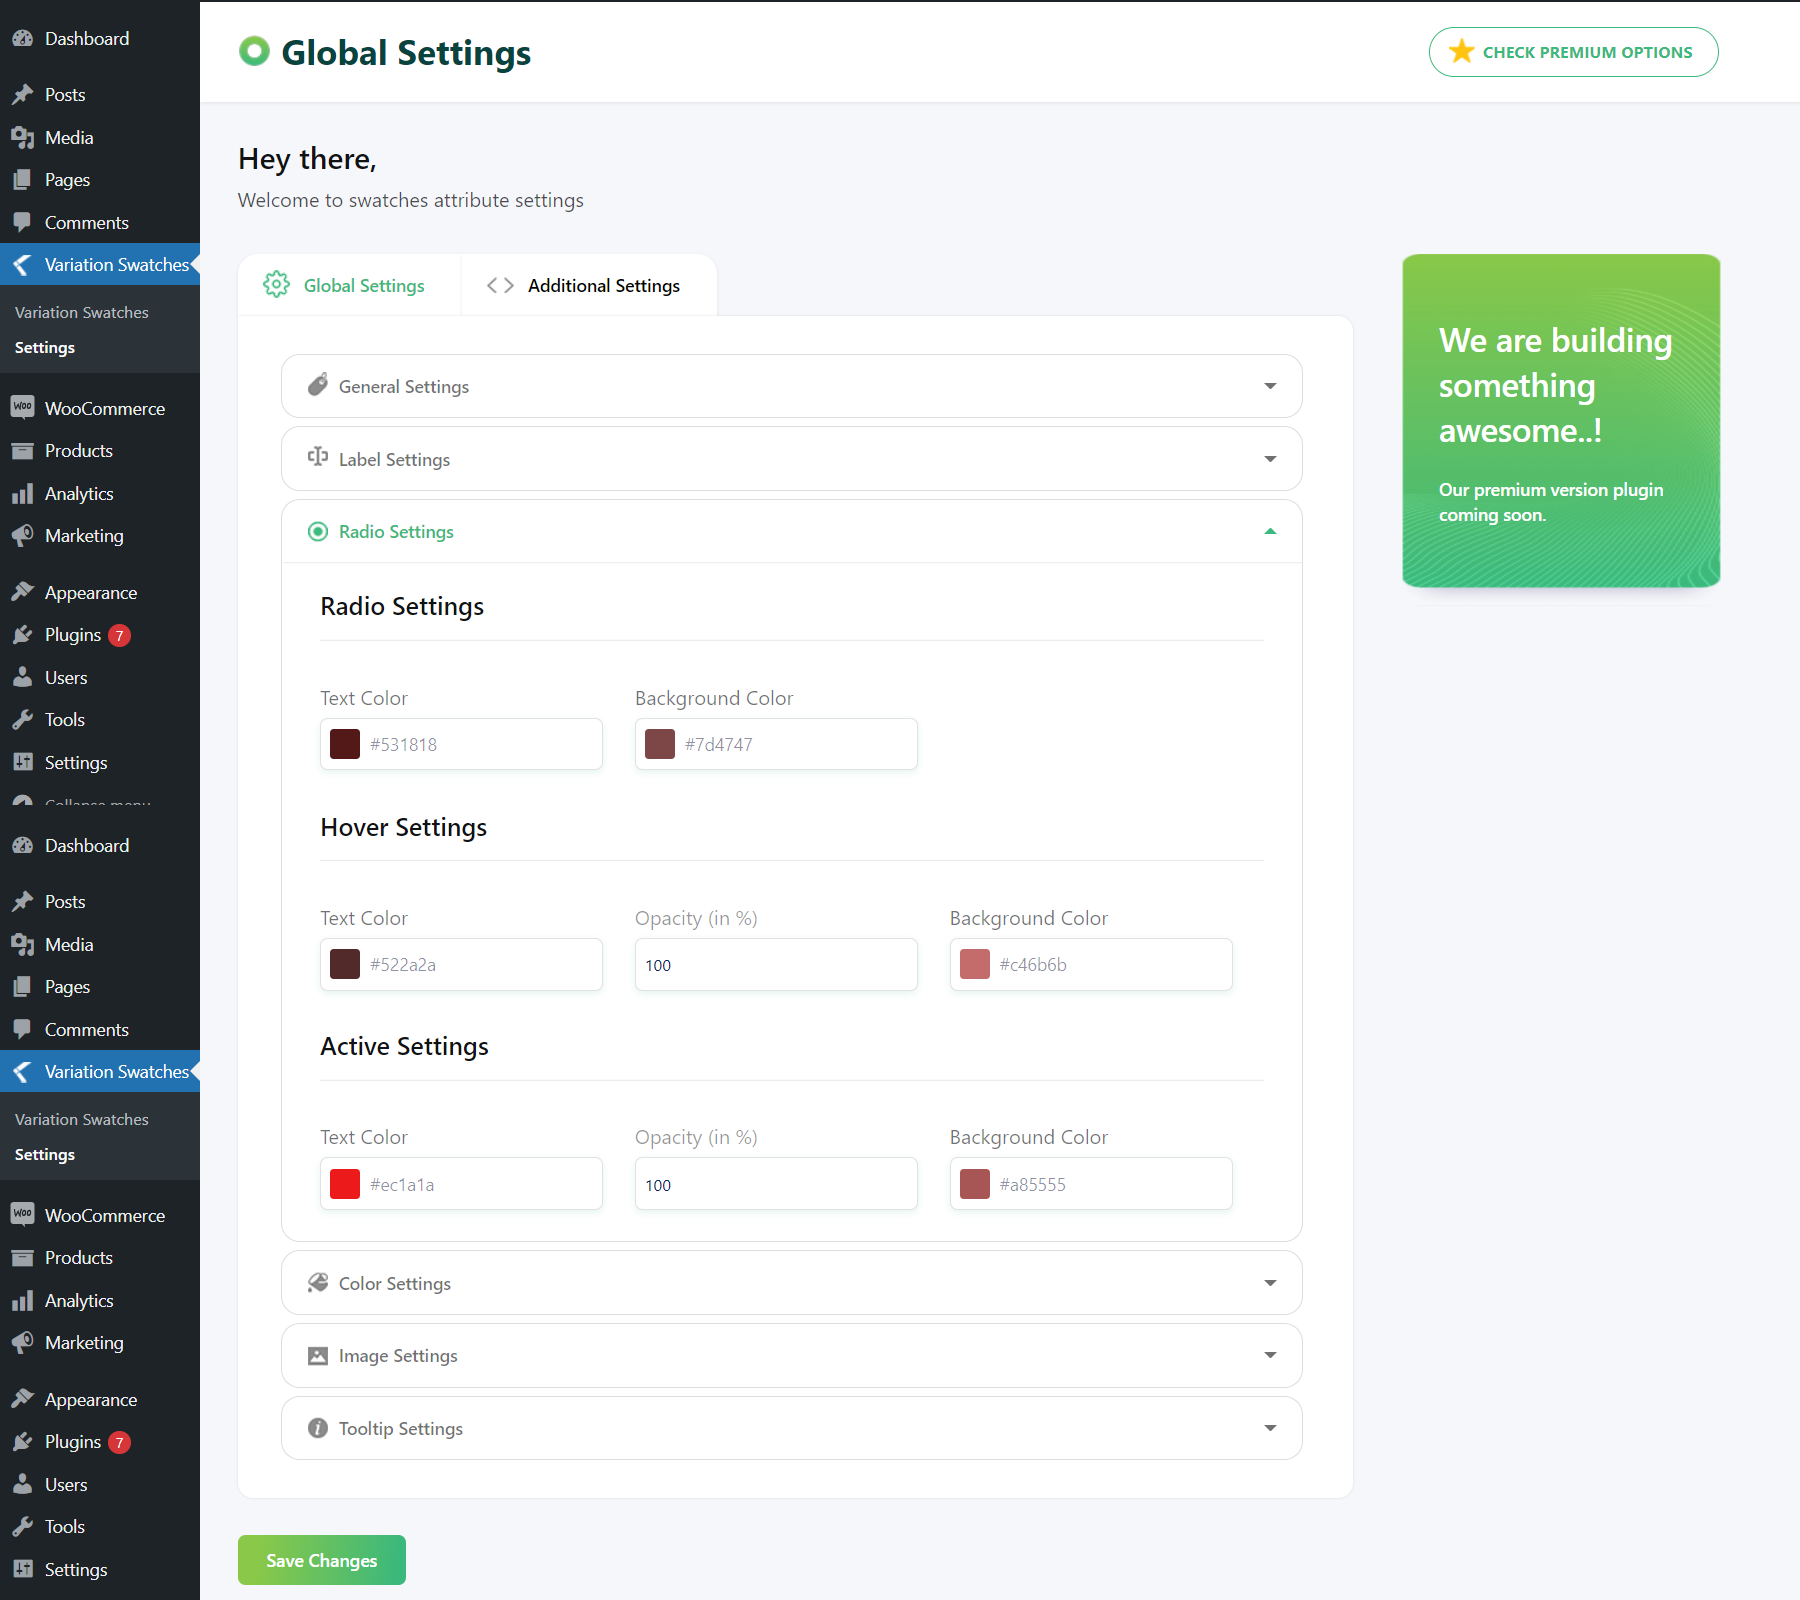 Dashboard
Posts
Media
Pages
Comments
Variation Swatches
Variation Swatches
Settings
WooCommerce
Products
Analytics
Marketing
Appearance
Plugins 7
Users
Tools
Settings
Collapse menu
Dashboard
Posts
Media
Pages
Comments
Variation Swatches
Variation Swatches
Settings
WooCommerce
Products
Analytics
Marketing
Appearance
Plugins 7
Users
Tools
Settings
Global Settings
CHECK PREMIUM OPTIONS
Hey there,
Welcome to swatches attribute settings
Global Settings
Additional Settings
General Settings
Label Settings
Radio Settings
Radio Settings
Text Color
Background Color
#531818
#7d4747
Hover Settings
Text Color
Opacity (in %)
Background Color
#522a2a
100
#c46b6b
Active Settings
Text Color
Opacity (in %)
Background Color
#ec1a1a
100
#a85555
Color Settings
Image Settings
Tooltip Settings
Save Changes
We are building
something
awesome..!
Our premium version plugin
coming soon.